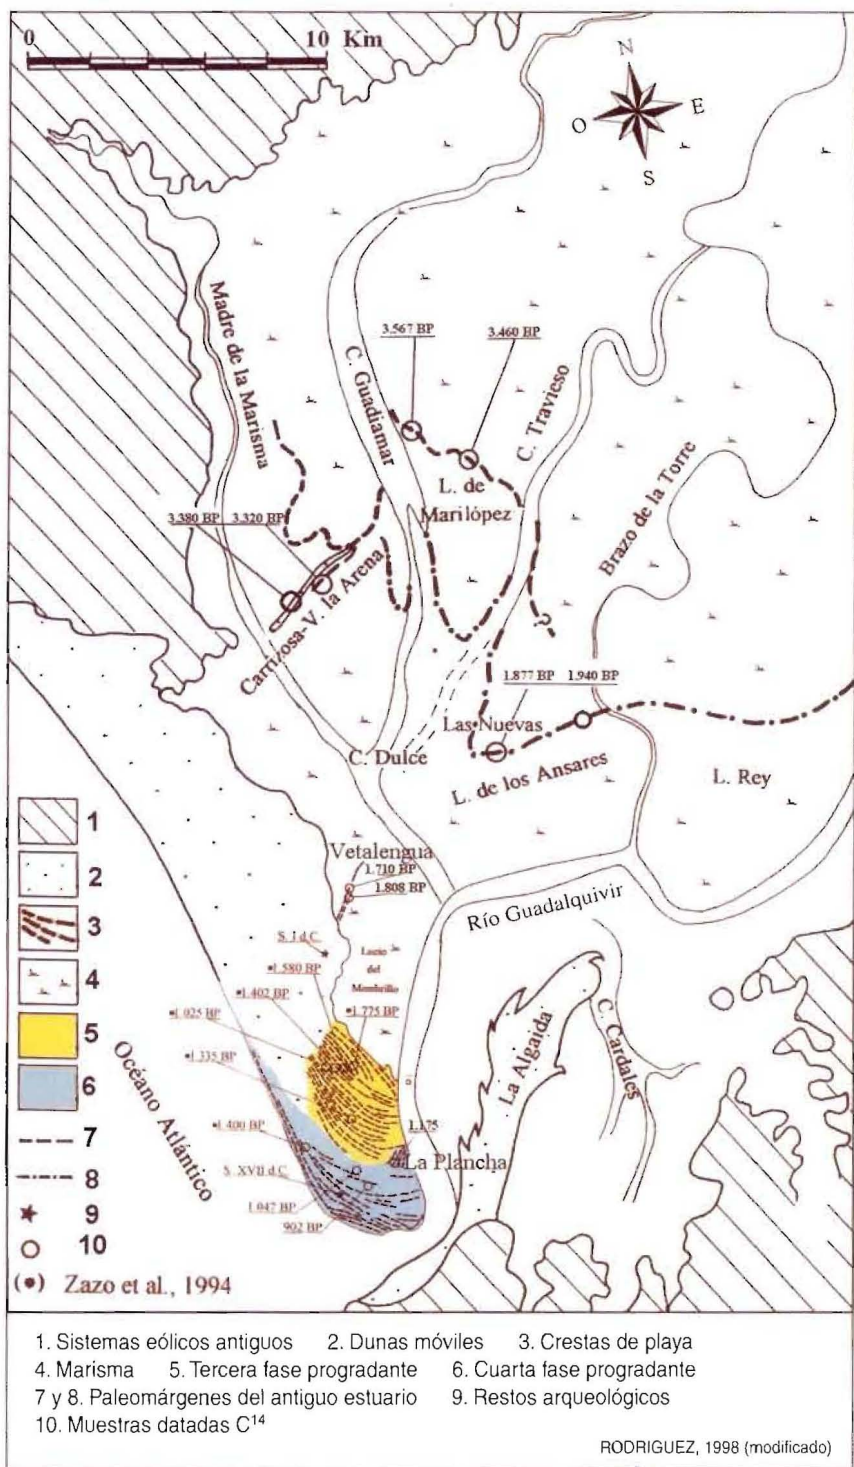 0 10 Km
N
O E
S
Madre de la Marisma
C. Guadiamar
3.567 BP
3.460 BP
C. Travieso
L. de
Marilópez
Brazo de la Torre
3.380 BP 3.320 BP
Carrizosa-V. la Arena
?
1.877 BP 1.940 BP
Las Nuevas
C. Dulce
L. de los Ansares
L. Rey
Vetalengua
1.710 BP
1.808 BP
Río Guadalquivir
S. I d.C.
Lucio
del
Membrillo
•1.580 BP
•1.402 BP
•1.775 BP
•1.025 BP
•1.335 BP
•1.400 BP
1.175
La Plancha
S. XVII d.C.
1.047 BP
902 BP
La Algaida
C. Cardales
Océano Atlántico
1
2
3
4
5
6
7
8
9
10
(•) Zazo et al., 1994
1. Sistemas eólicos antiguos 2. Dunas móviles 3. Crestas de playa
4. Marisma 5. Tercera fase progradante 6. Cuarta fase progradante
7 y 8. Paleomárgenes del antiguo estuario 9. Restos arqueológicos
10. Muestras datadas C¹⁴
RODRIGUEZ, 1998 (modificado)